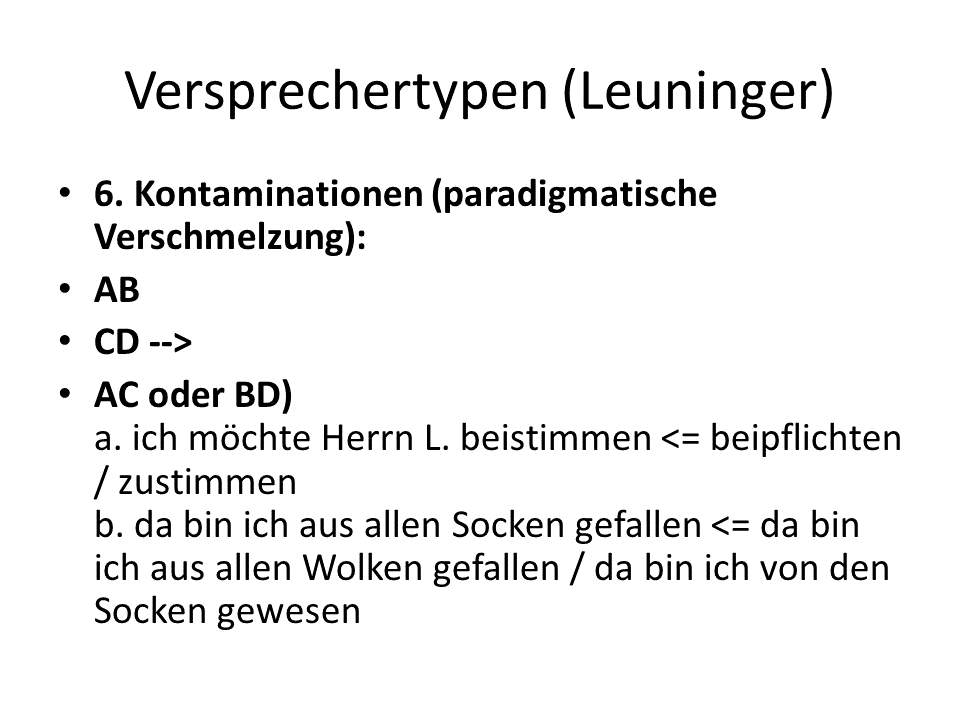 Versprechertypen (Leuninger)
• 6. Kontaminationen (paradigmatische
Verschmelzung):
• AB
• CD -->
• AC oder BD)
a. ich möchte Herrn L. beistimmen <= beipflichten
/ zustimmen
b. da bin ich aus allen Socken gefallen <= da bin
ich aus allen Wolken gefallen / da bin ich von den
Socken gewesen